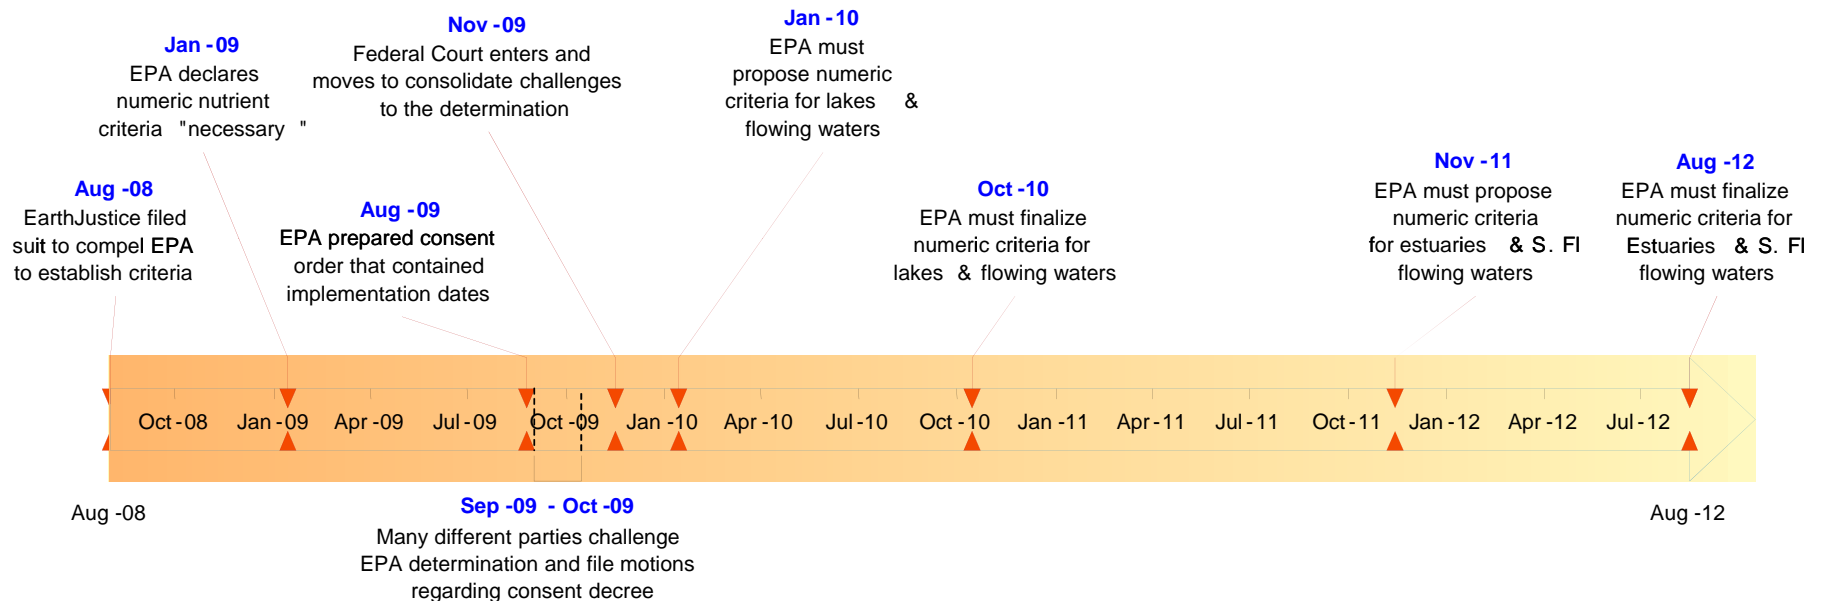 Jan -09
EPA declares
numeric nutrient
criteria "necessary "
Nov -09
Federal Court enters and
moves to consolidate challenges
to the determination
Jan -10
EPA must
propose numeric
criteria for lakes &
flowing waters
Aug -08
EarthJustice filed
suit to compel EPA
to establish criteria
Aug -09
EPA prepared consent
order that contained
implementation dates
Oct -10
EPA must finalize
numeric criteria for
lakes & flowing waters
Nov -11
EPA must propose
numeric criteria
for estuaries & S. Fl
flowing waters
Aug -12
EPA must finalize
numeric criteria for
Estuaries & S. Fl
flowing waters
Oct -08 Jan -09 Apr -09 Jul -09 Oct -09 Jan -10 Apr -10 Jul -10 Oct -10 Jan -11 Apr -11 Jul -11 Oct -11 Jan -12 Apr -12 Jul -12
Aug -08
Aug -12
Sep -09 - Oct -09
Many different parties challenge
EPA determination and file motions
regarding consent decree